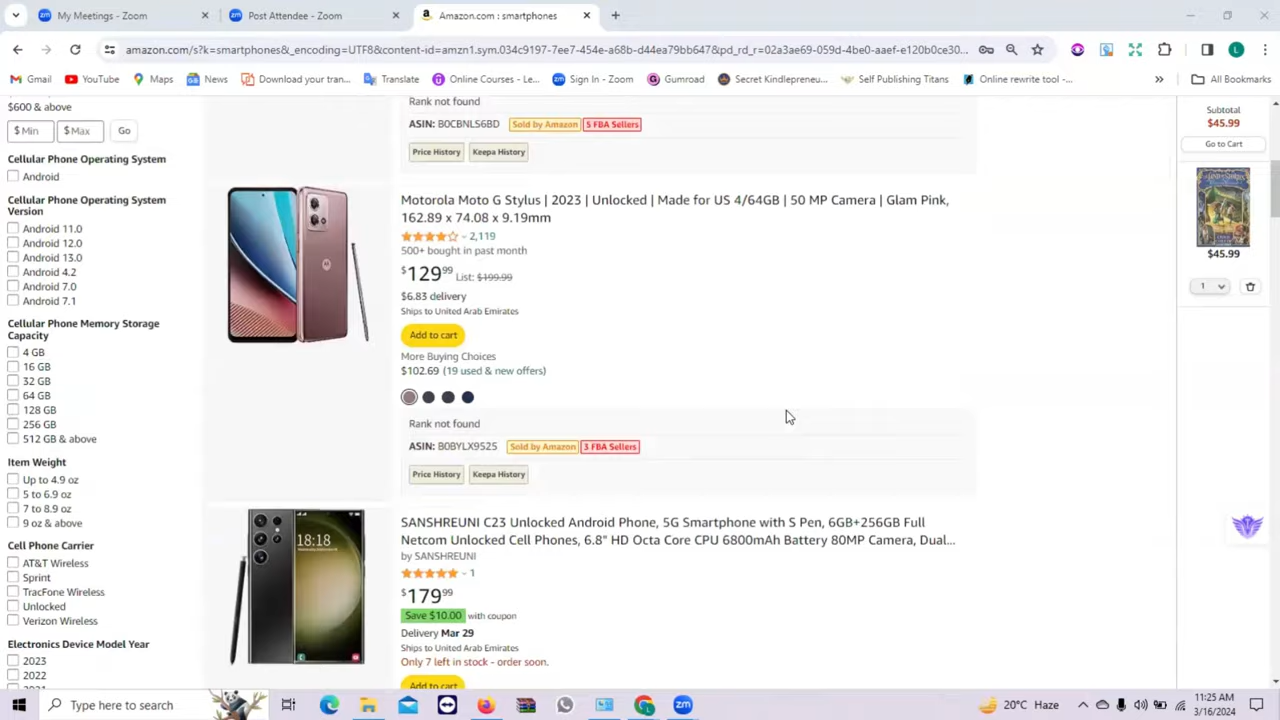 My Meetings - Zoom
Post Attendee - Zoom
Amazon.com : smartphones
amazon.com/s?k=smartphones&_encoding=UTF8&content-id=amzn1.sym.034c9197-7ee7-454e-a68b-d44ea79bb647&pd_rd_r=02a3ae69-059d-4be0-aaef-e120b0ce30...
Gmail
YouTube
Maps
News
Download your tran...
Translate
Online Courses - Le...
Sign In - Zoom
Gumroad
Secret Kindlepreneu...
Self Publishing Titans
Online rewrite tool -...
All Bookmarks
$600 & above
$ Min
$ Max
Go
Cellular Phone Operating System
Android
Cellular Phone Operating System
Version
Android 11.0
Android 12.0
Android 13.0
Android 4.2
Android 7.0
Android 7.1
Cellular Phone Memory Storage
Capacity
4 GB
16 GB
32 GB
64 GB
128 GB
256 GB
512 GB & above
Item Weight
Up to 4.9 oz
5 to 6.9 oz
7 to 8.9 oz
9 oz & above
Cell Phone Carrier
AT&T Wireless
Sprint
TracFone Wireless
Unlocked
Verizon Wireless
Electronics Device Model Year
2023
2022
Rank not found
ASIN: B0CBNLS6BD Sold by Amazon 5 FBA Sellers
Price History Keepa History
Motorola Moto G Stylus | 2023 | Unlocked | Made for US 4/64GB | 50 MP Camera | Glam Pink,
162.89 x 74.08 x 9.19mm
2,119
500+ bought in past month
$129.99 List: $199.99
$6.83 delivery
Ships to United Arab Emirates
Add to cart
More Buying Choices
$102.69 (19 used & new offers)
Rank not found
ASIN: B0BYLX9525 Sold by Amazon 3 FBA Sellers
Price History Keepa History
18:18
SANSHREUNI C23 Unlocked Android Phone, 5G Smartphone with S Pen, 6GB+256GB Full
Netcom Unlocked Cell Phones, 6.8" HD Octa Core CPU 6800mAh Battery 80MP Camera, Dual...
by SANSHREUNI
1
$179.99
Save $10.00 with coupon
Delivery Mar 29
Ships to United Arab Emirates
Only 7 left in stock - order soon.
Add to cart
Subtotal
$45.99
Go to Cart
$45.99
1
Type here to search
20°C Haze
11:25 AM
3/16/2024